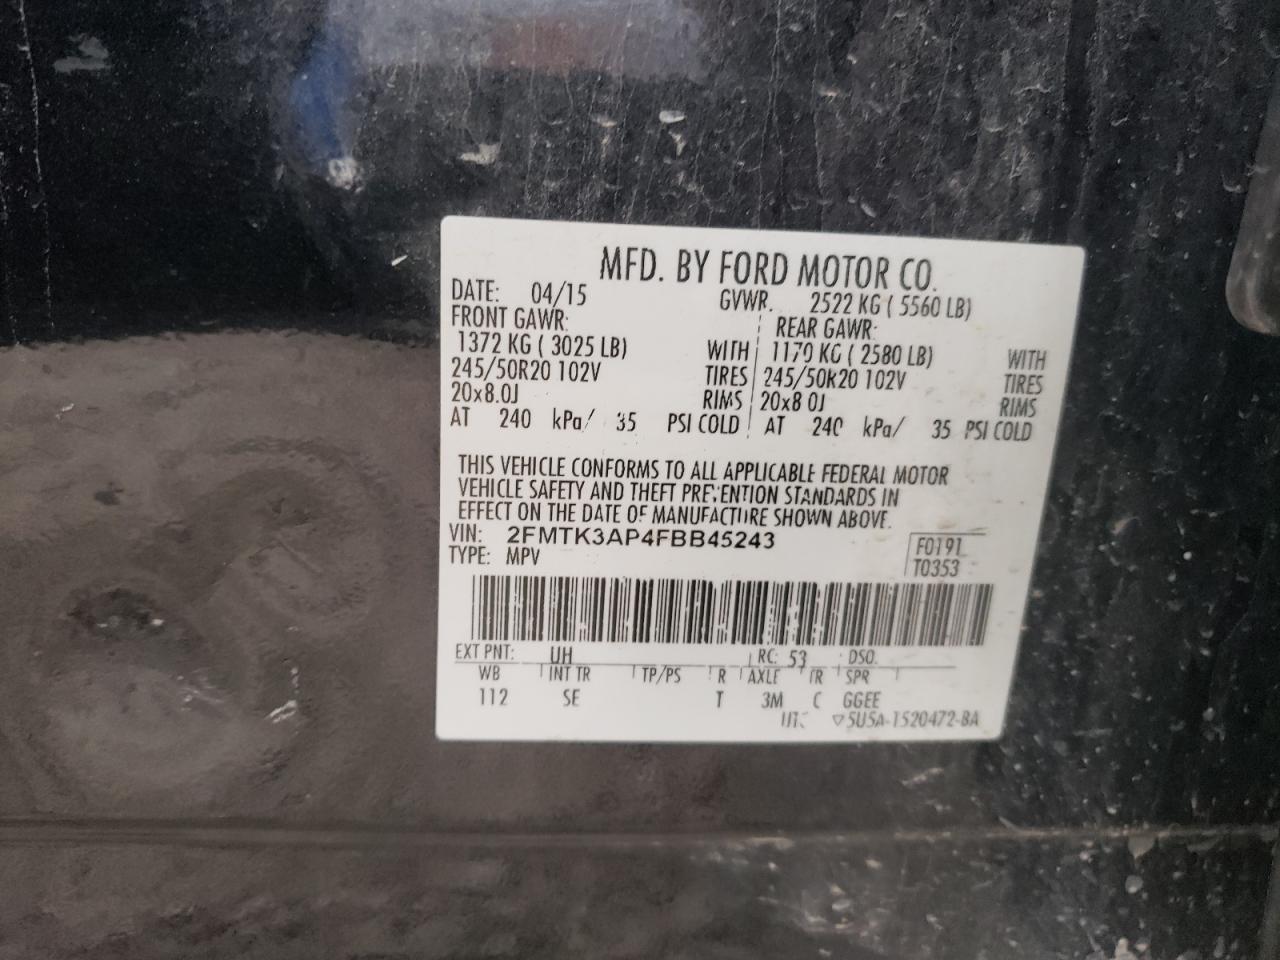 MFD. BY FORD MOTOR CO.
DATE: 04/15 GVWR. 2522 KG ( 5560 LB)
FRONT GAWR: REAR GAWR:
1372 KG ( 3025 LB) WITH 1170 KG ( 2580 LB) WITH
245/50R20 102V TIRES 245/50R20 102V TIRES
20x8.0J RIMS 20x8.0J RIMS
AT 240 kPa/ 35 PSI COLD AT 240 kPa/ 35 PSI COLD
THIS VEHICLE CONFORMS TO ALL APPLICABLE FEDERAL MOTOR
VEHICLE SAFETY AND THEFT PREVENTION STANDARDS IN
EFFECT ON THE DATE OF MANUFACTURE SHOWN ABOVE.
VIN: 2FMTK3AP4FBB45243
TYPE: MPV
F0191
T0353
EXT PNT: UH RC: 53 DSO:
WB INT TR TP/PS R AXLE TR SPR
112 SE T 3M C GGEE
▽5U5A-1520472-BA